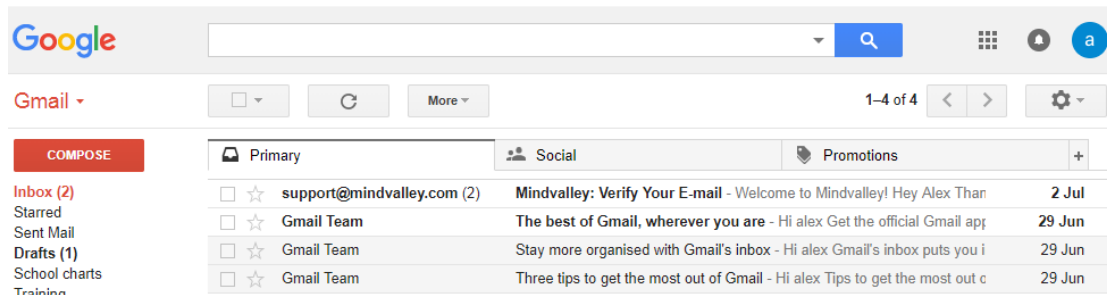 Google
a
Gmail
More
1–4 of 4
COMPOSE
Primary
Social
Promotions
+
Inbox (2)
Starred
Sent Mail
Drafts (1)
School charts
Training
support@mindvalley.com (2) Mindvalley: Verify Your E-mail - Welcome to Mindvalley! Hey Alex Than 2 Jul
Gmail Team The best of Gmail, wherever you are - Hi alex Get the official Gmail app 29 Jun
Gmail Team Stay more organised with Gmail's inbox - Hi alex Gmail's inbox puts you i 29 Jun
Gmail Team Three tips to get the most out of Gmail - Hi alex Tips to get the most out o 29 Jun